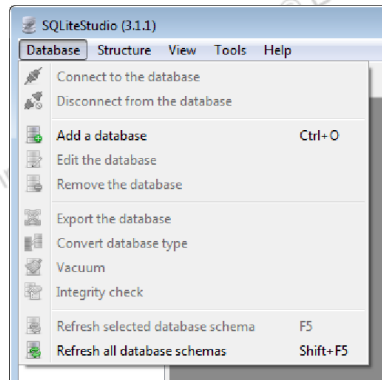 SQLiteStudio (3.1.1)
Database Structure View Tools Help
Connect to the database
Disconnect from the database
Add a database Ctrl+O
Edit the database
Remove the database
Export the database
Convert database type
Vacuum
Integrity check
Refresh selected database schema F5
Refresh all database schemas Shift+F5